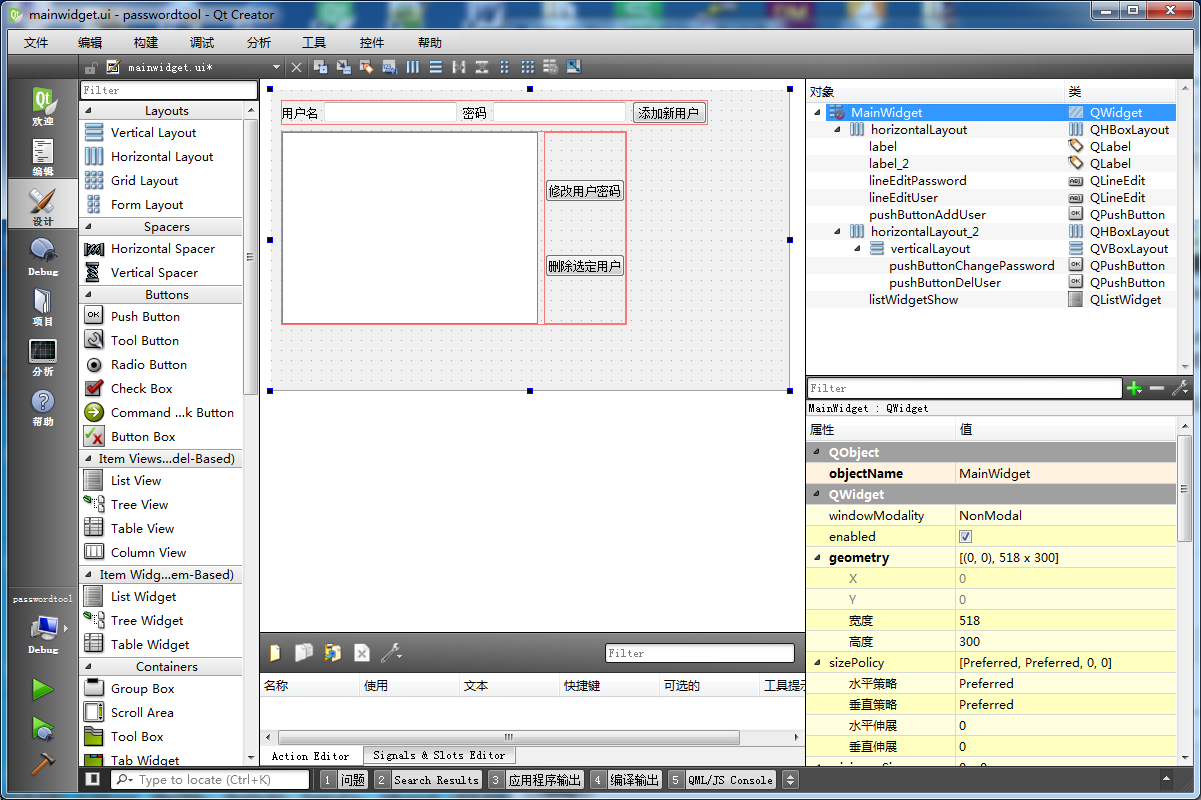 mainwidget.ui - passwordtool - Qt Creator
文件 编辑 构建 调试 分析 工具 控件 帮助
mainwidget.ui*
欢迎
编辑
设计
Debug
项目
分析
帮助
passwordtool
Debug
Filter
Layouts
Vertical Layout
Horizontal Layout
Grid Layout
Form Layout
Spacers
Horizontal Spacer
Vertical Spacer
Buttons
OK Push Button
Tool Button
Radio Button
Check Box
Command ...k Button
Button Box
Item Views...del-Based)
List View
Tree View
Table View
Column View
Item Widg...em-Based)
List Widget
Tree Widget
Table Widget
Containers
Group Box
Scroll Area
Tool Box
Tab Widget
用户名 密码 添加新用户
修改用户密码
删除选定用户
Filter
名称 使用 文本 快捷键 可选的 工具提示
Action Editor Signals & Slots Editor
对象 类
MainWidget QWidget
horizontalLayout QHBoxLayout
label QLabel
label_2 QLabel
lineEditPassword QLineEdit
lineEditUser QLineEdit
pushButtonAddUser OK QPushButton
horizontalLayout_2 QHBoxLayout
verticalLayout QVBoxLayout
pushButtonChangePassword OK QPushButton
pushButtonDelUser OK QPushButton
listWidgetShow QListWidget
Filter
MainWidget : QWidget
属性 值
QObject
objectName MainWidget
QWidget
windowModality NonModal
enabled
geometry [(0, 0), 518 x 300]
X 0
Y 0
宽度 518
高度 300
sizePolicy [Preferred, Preferred, 0, 0]
水平策略 Preferred
垂直策略 Preferred
水平伸展 0
垂直伸展 0
Type to locate (Ctrl+K) 1 问题 2 Search Results 3 应用程序输出 4 编译输出 5 QML/JS Console